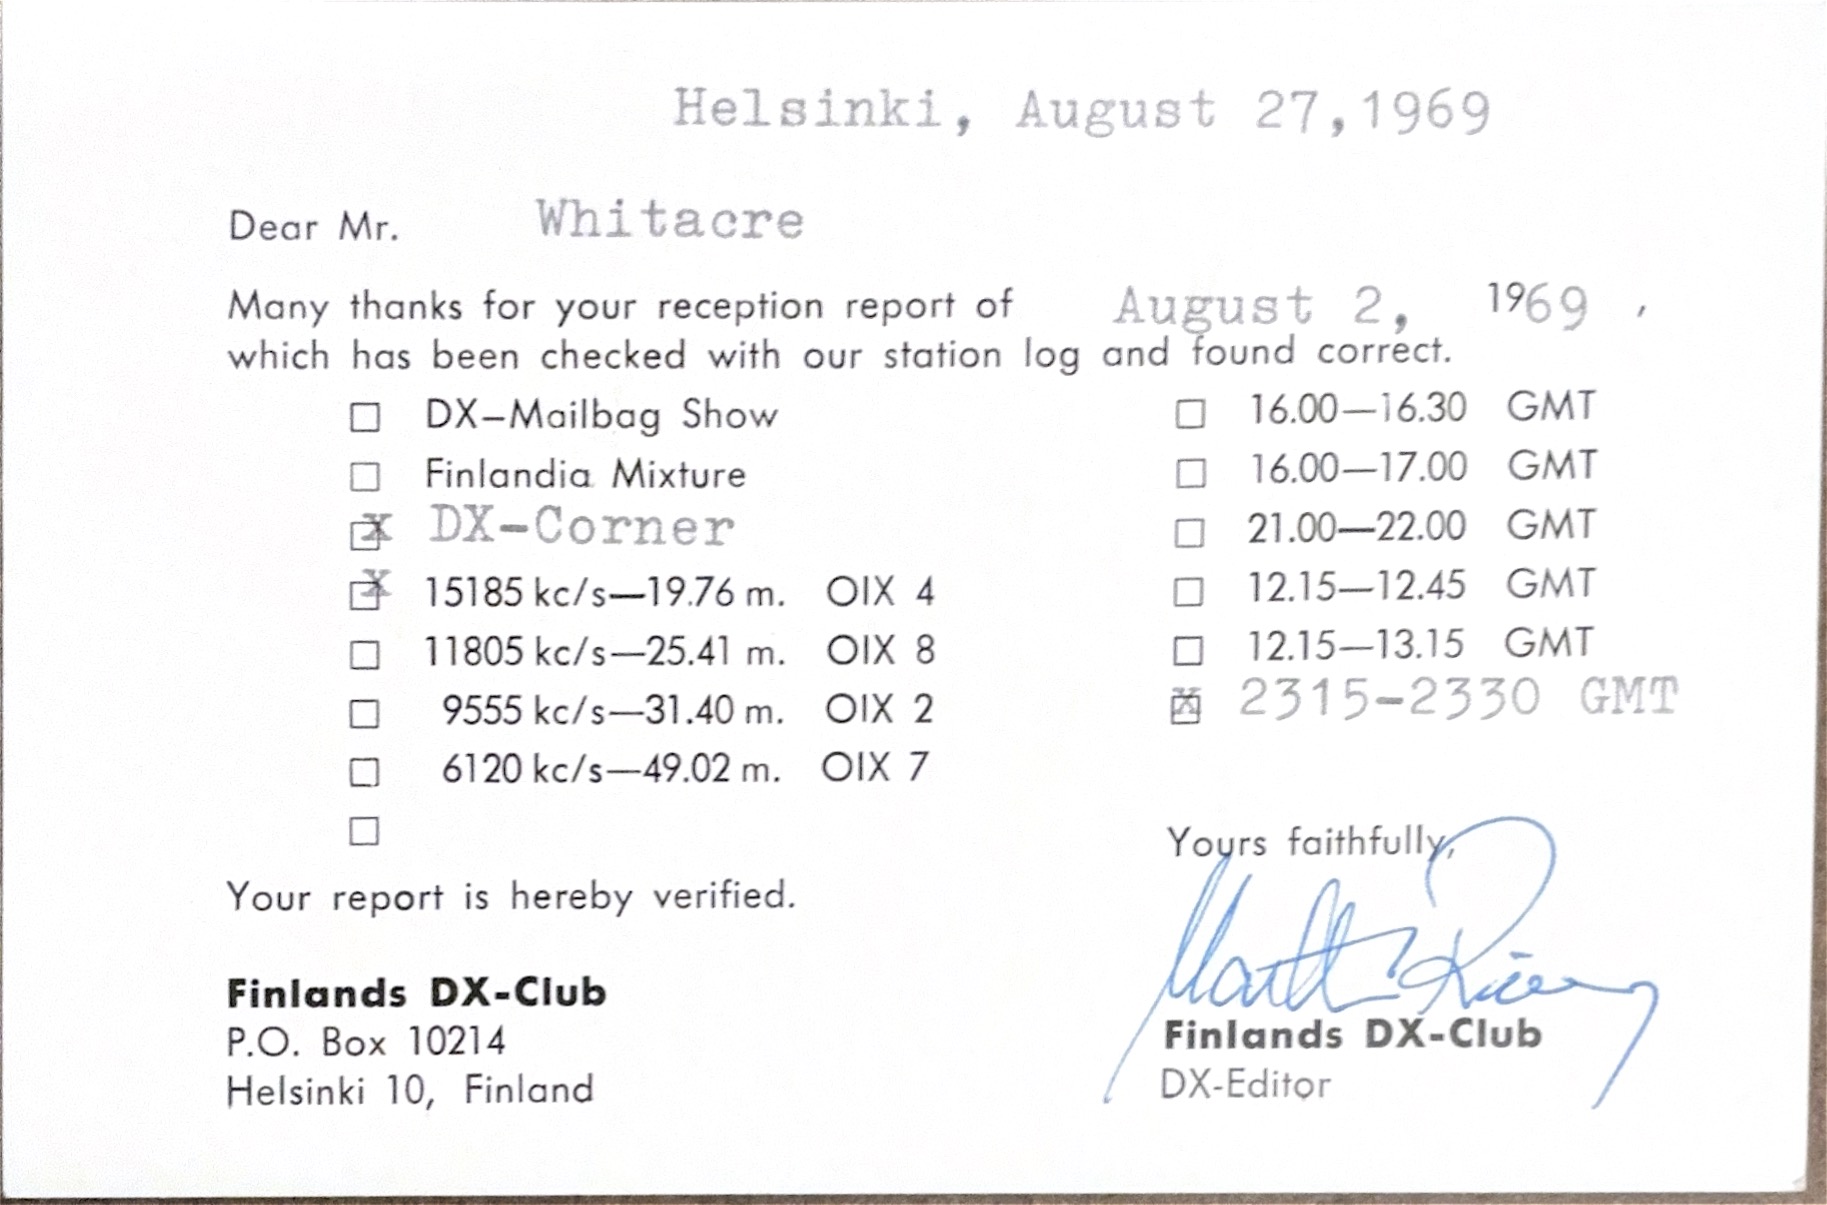 Helsinki, August 27,1969
Dear Mr. Whitacre
Many thanks for your reception report of August 2, 1969 ,
which has been checked with our station log and found correct.
☐ DX–Mailbag Show
☐ Finlandia Mixture
☒ DX-Corner
☒ 15185 kc/s—19.76 m. OIX 4
☐ 11805 kc/s—25.41 m. OIX 8
☐ 9555 kc/s—31.40 m. OIX 2
☐ 6120 kc/s—49.02 m. OIX 7
☐
☐ 16.00—16.30 GMT
☐ 16.00—17.00 GMT
☐ 21.00—22.00 GMT
☐ 12.15—12.45 GMT
☐ 12.15—13.15 GMT
☒ 2315-2330 GMT
Your report is hereby verified.
Finlands DX-Club
P.O. Box 10214
Helsinki 10, Finland
Yours faithfully,
Finlands DX-Club
DX-Editor